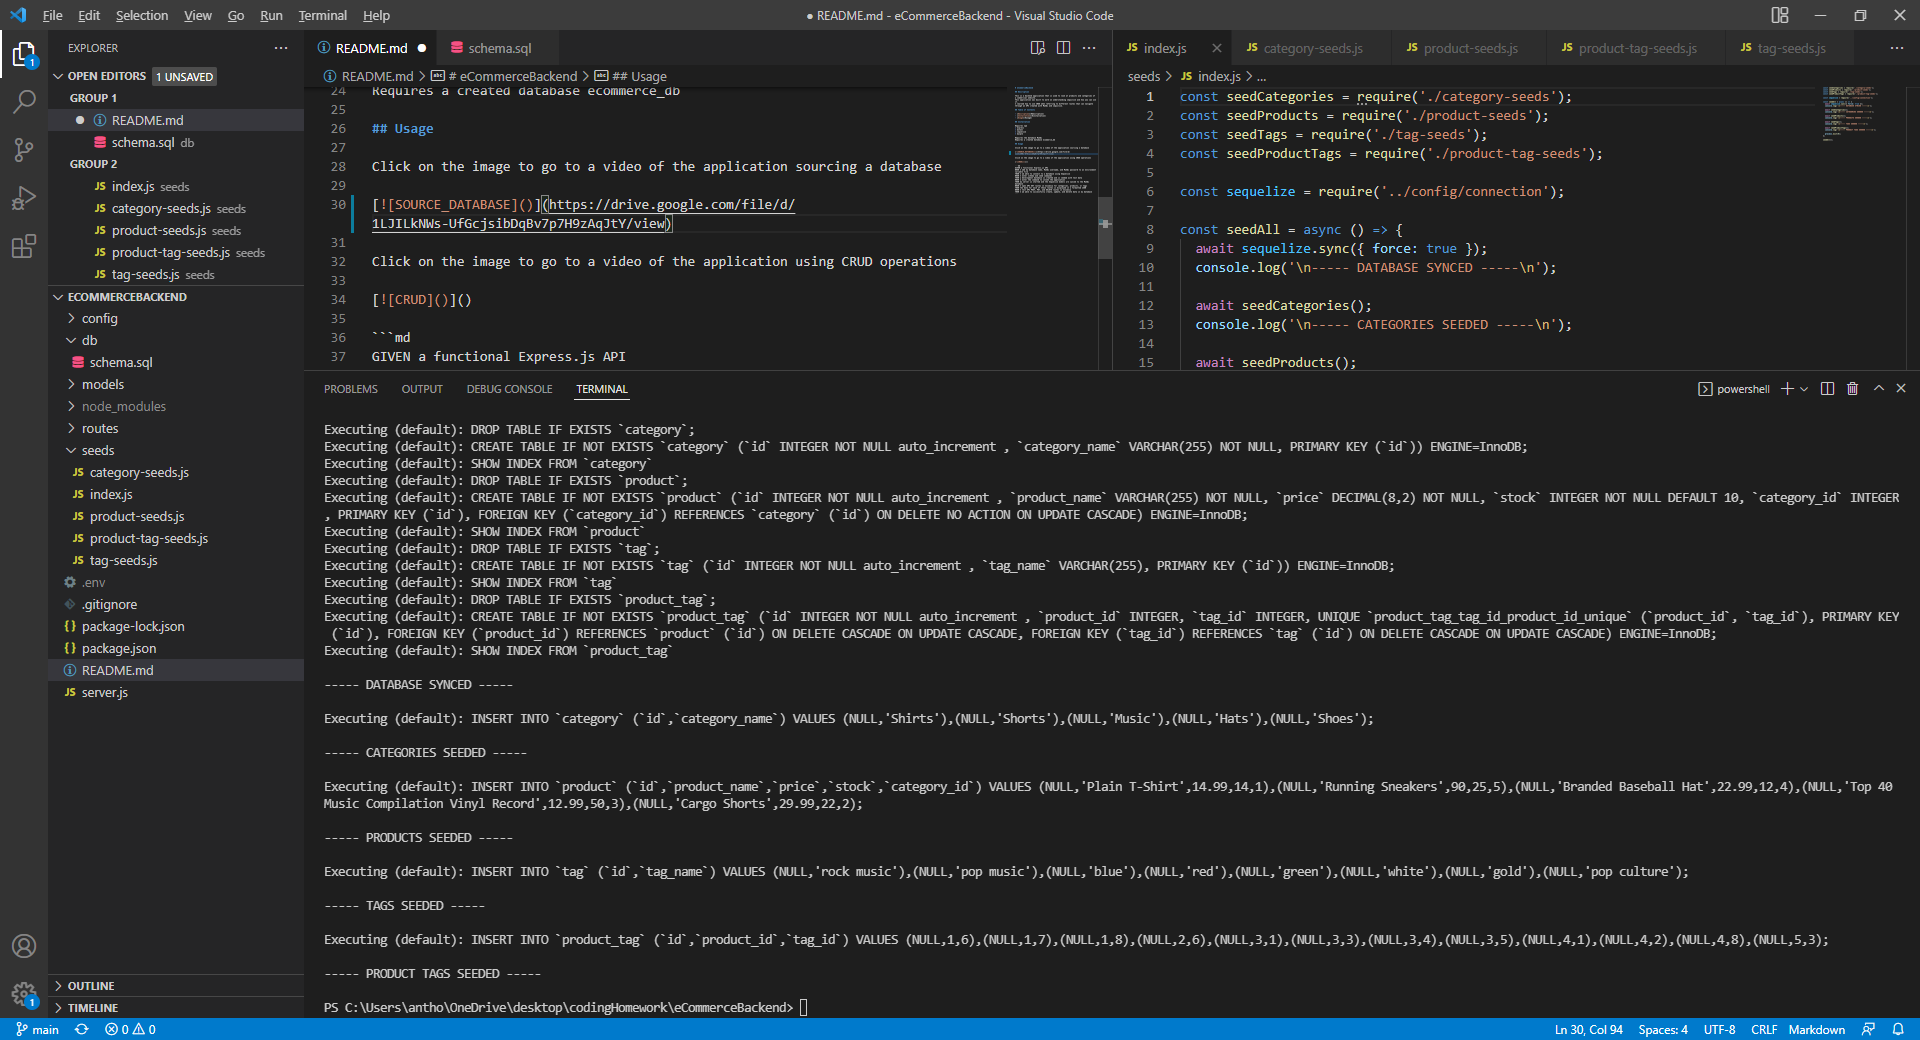 File Edit Selection View Go Run Terminal Help
● README.md - eCommerceBackend - Visual Studio Code
EXPLORER
OPEN EDITORS 1 UNSAVED
GROUP 1
README.md
schema.sql db
GROUP 2
JS index.js seeds
JS category-seeds.js seeds
JS product-seeds.js seeds
JS product-tag-seeds.js seeds
JS tag-seeds.js seeds
ECOMMERCEBACKEND
config
db
schema.sql
models
node_modules
routes
seeds
JS category-seeds.js
JS index.js
JS product-seeds.js
JS product-tag-seeds.js
JS tag-seeds.js
.env
.gitignore
{} package-lock.json
{} package.json
README.md
JS server.js
OUTLINE
TIMELINE
README.md ● schema.sql
README.md > # eCommerceBackend > ## Usage
24 Requires a created database ecommerce_db
25
26 ## Usage
27
28 Click on the image to go to a video of the application sourcing a database
29
30 [![SOURCE_DATABASE]()](https://drive.google.com/file/d/
1LJILkNWs-UfGcjsibDqBv7p7H9zAqJtY/view)
31
32 Click on the image to go to a video of the application using CRUD operations
33
34 [![CRUD]()]()
35
36 ```md
37 GIVEN a functional Express.js API
JS index.js JS category-seeds.js JS product-seeds.js JS product-tag-seeds.js JS tag-seeds.js
seeds > JS index.js > ...
1 const seedCategories = require('./category-seeds');
2 const seedProducts = require('./product-seeds');
3 const seedTags = require('./tag-seeds');
4 const seedProductTags = require('./product-tag-seeds');
5
6 const sequelize = require('../config/connection');
7
8 const seedAll = async () => {
9 await sequelize.sync({ force: true });
10 console.log('\n----- DATABASE SYNCED -----\n');
11
12 await seedCategories();
13 console.log('\n----- CATEGORIES SEEDED -----\n');
14
15 await seedProducts();
PROBLEMS OUTPUT DEBUG CONSOLE TERMINAL
powershell
Executing (default): DROP TABLE IF EXISTS `category`;
Executing (default): CREATE TABLE IF NOT EXISTS `category` (`id` INTEGER NOT NULL auto_increment , `category_name` VARCHAR(255) NOT NULL, PRIMARY KEY (`id`)) ENGINE=InnoDB;
Executing (default): SHOW INDEX FROM `category`
Executing (default): DROP TABLE IF EXISTS `product`;
Executing (default): CREATE TABLE IF NOT EXISTS `product` (`id` INTEGER NOT NULL auto_increment , `product_name` VARCHAR(255) NOT NULL, `price` DECIMAL(8,2) NOT NULL, `stock` INTEGER NOT NULL DEFAULT 10, `category_id` INTEGER
, PRIMARY KEY (`id`), FOREIGN KEY (`category_id`) REFERENCES `category` (`id`) ON DELETE NO ACTION ON UPDATE CASCADE) ENGINE=InnoDB;
Executing (default): SHOW INDEX FROM `product`
Executing (default): DROP TABLE IF EXISTS `tag`;
Executing (default): CREATE TABLE IF NOT EXISTS `tag` (`id` INTEGER NOT NULL auto_increment , `tag_name` VARCHAR(255), PRIMARY KEY (`id`)) ENGINE=InnoDB;
Executing (default): SHOW INDEX FROM `tag`
Executing (default): DROP TABLE IF EXISTS `product_tag`;
Executing (default): CREATE TABLE IF NOT EXISTS `product_tag` (`id` INTEGER NOT NULL auto_increment , `product_id` INTEGER, `tag_id` INTEGER, UNIQUE `product_tag_tag_id_product_id_unique` (`product_id`, `tag_id`), PRIMARY KEY
(`id`), FOREIGN KEY (`product_id`) REFERENCES `product` (`id`) ON DELETE CASCADE ON UPDATE CASCADE, FOREIGN KEY (`tag_id`) REFERENCES `tag` (`id`) ON DELETE CASCADE ON UPDATE CASCADE) ENGINE=InnoDB;
Executing (default): SHOW INDEX FROM `product_tag`
----- DATABASE SYNCED -----
Executing (default): INSERT INTO `category` (`id`,`category_name`) VALUES (NULL,'Shirts'),(NULL,'Shorts'),(NULL,'Music'),(NULL,'Hats'),(NULL,'Shoes');
----- CATEGORIES SEEDED -----
Executing (default): INSERT INTO `product` (`id`,`product_name`,`price`,`stock`,`category_id`) VALUES (NULL,'Plain T-Shirt',14.99,14,1),(NULL,'Running Sneakers',90,25,5),(NULL,'Branded Baseball Hat',22.99,12,4),(NULL,'Top 40
Music Compilation Vinyl Record',12.99,50,3),(NULL,'Cargo Shorts',29.99,22,2);
----- PRODUCTS SEEDED -----
Executing (default): INSERT INTO `tag` (`id`,`tag_name`) VALUES (NULL,'rock music'),(NULL,'pop music'),(NULL,'blue'),(NULL,'red'),(NULL,'green'),(NULL,'white'),(NULL,'gold'),(NULL,'pop culture');
----- TAGS SEEDED -----
Executing (default): INSERT INTO `product_tag` (`id`,`product_id`,`tag_id`) VALUES (NULL,1,6),(NULL,1,7),(NULL,1,8),(NULL,2,6),(NULL,3,1),(NULL,3,3),(NULL,3,4),(NULL,3,5),(NULL,4,1),(NULL,4,2),(NULL,4,8),(NULL,5,3);
----- PRODUCT TAGS SEEDED -----
PS C:\Users\antho\OneDrive\desktop\codingHomework\eCommerceBackend>
main 0 0 Ln 30, Col 94 Spaces: 4 UTF-8 CRLF Markdown